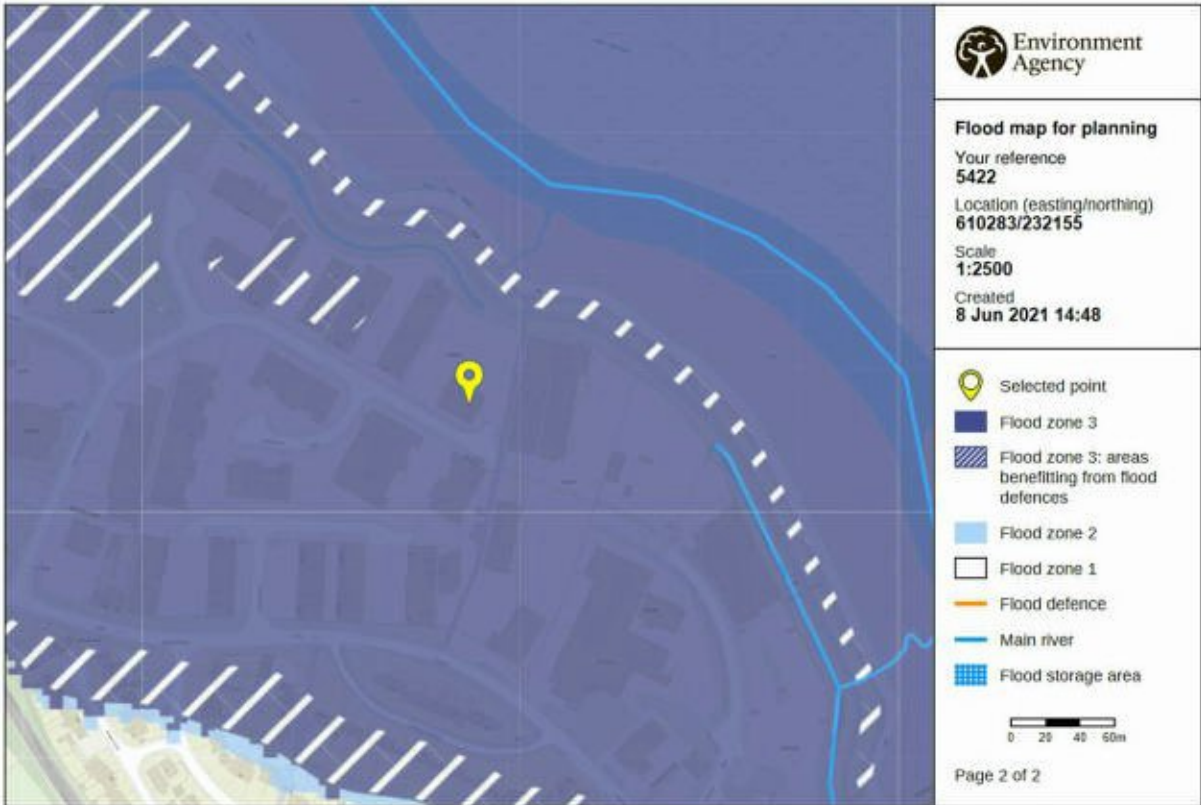 Environment
Agency
Flood map for planning
Your reference
5422
Location (easting/northing)
610283/232155
Scale
1:2500
Created
8 Jun 2021 14:48
Selected point
Flood zone 3
Flood zone 3: areas
benefitting from flood
defences
Flood zone 2
Flood zone 1
Flood defence
Main river
Flood storage area
0 20 40 60m
Page 2 of 2